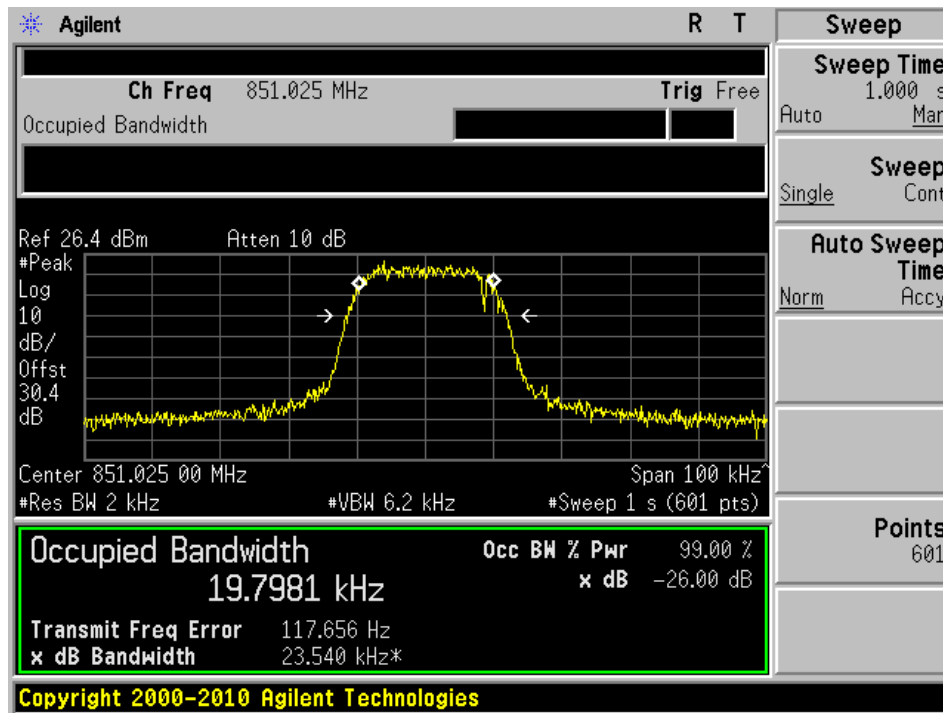 Agilent R T Sweep
Ch Freq 851.025 MHz Trig Free
Occupied Bandwidth
Ref 26.4 dBm Atten 10 dB
#Peak
Log
10
dB/
Offst
30.4
dB
Center 851.025 00 MHz Span 100 kHz^
#Res BW 2 kHz #VBW 6.2 kHz #Sweep 1 s (601 pts)
Occupied Bandwidth Occ BW % Pwr 99.00 %
19.7981 kHz x dB -26.00 dB
Transmit Freq Error 117.656 Hz
x dB Bandwidth 23.540 kHz*
Copyright 2000-2010 Agilent Technologies
Sweep Time
1.000 s
Auto Man
Sweep
Single Cont
Auto Sweep
Time
Norm Accy
Points
601